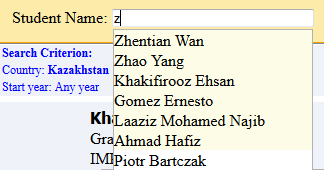 Student Name: z
Zhentian Wan
Zhao Yang
Khakifirooz Ehsan
Gomez Ernesto
Laaziz Mohamed Najib
Ahmad Hafiz
Piotr Bartczak
Search Criterion:
Country: Kazakhstan
Start year: Any year